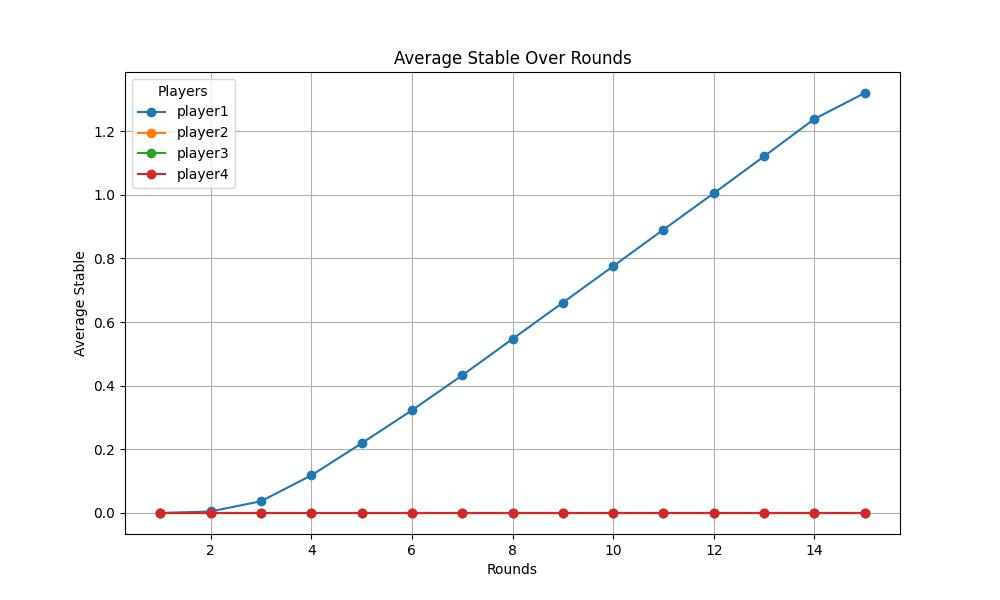 Average Stable Over Rounds
Players
player1
player2
player3
player4
Average Stable
1.2
1.0
0.8
0.6
0.4
0.2
0.0
2 4 6 8 10 12 14
Rounds